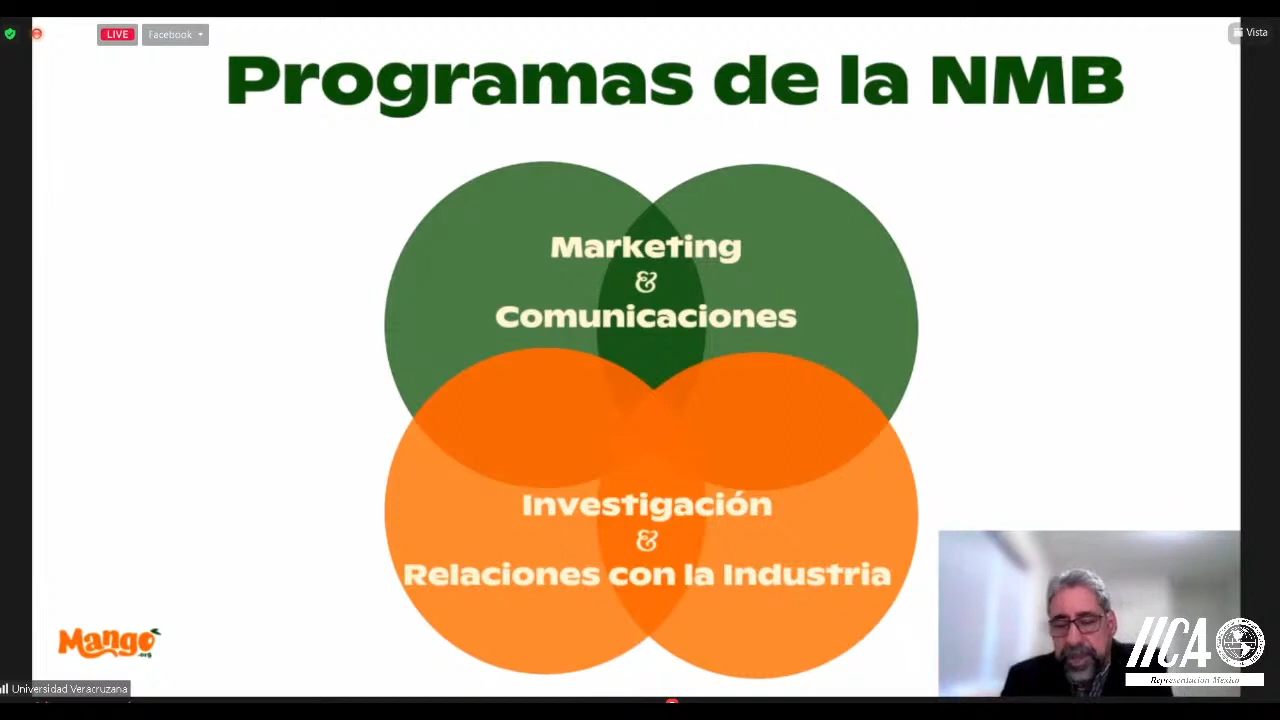 LIVE
Facebook
Vista
Programas de la NMB
Marketing
&
Comunicaciones
Investigación
&
Relaciones con la Industria
Mango
.org
IICA
Representación México
Universidad Veracruzana